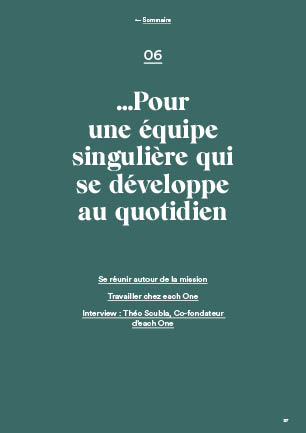 ← Sommaire
06
...Pour
une équipe
singulière qui
se développe
au quotidien
Se réunir autour de la mission
Travailler chez each One
Interview : Théo Scubla, Co-fondateur
d'each One